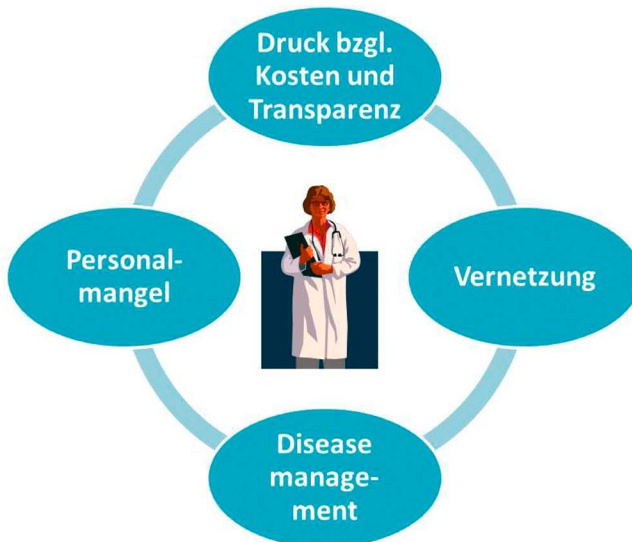 Druck bzgl.
Kosten und
Transparenz
Personal-
mangel
Vernetzung
Disease
manage-
ment